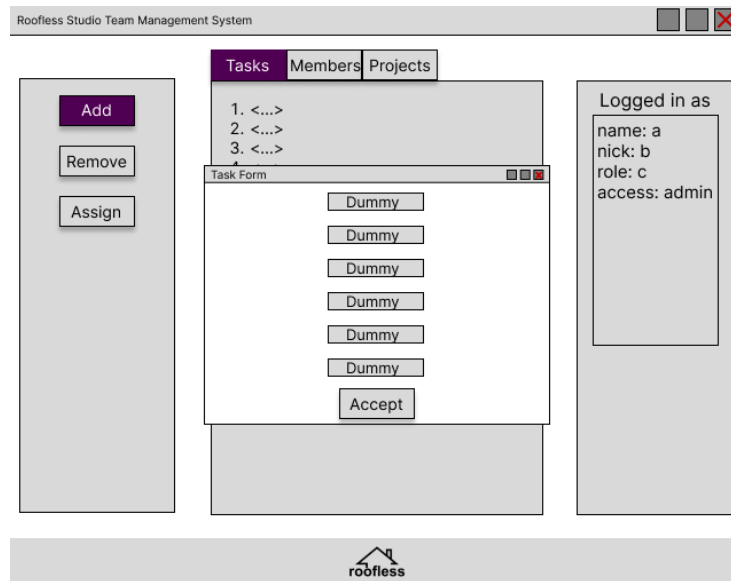 Roofless Studio Team Management System
Tasks Members Projects
Add
Remove
Assign
1. <...>
2. <...>
3. <...>
Task Form
Dummy
Dummy
Dummy
Dummy
Dummy
Dummy
Accept
Logged in as
name: a
nick: b
role: c
access: admin
roofless